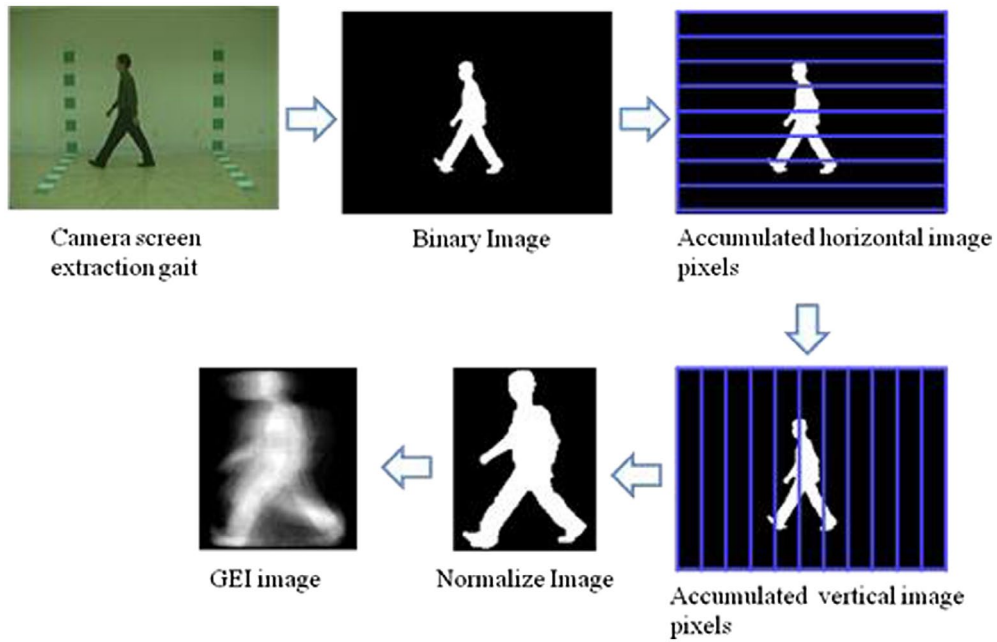 Camera screen
extraction gait
Binary Image
Accumulated horizontal image
pixels
Accumulated vertical image
pixels
Normalize Image
GEI image